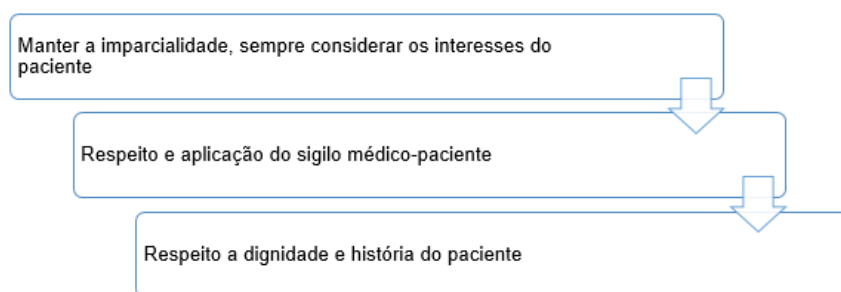 Manter a imparcialidade, sempre considerar os interesses do
paciente
Respeito e aplicação do sigilo médico-paciente
Respeito a dignidade e história do paciente